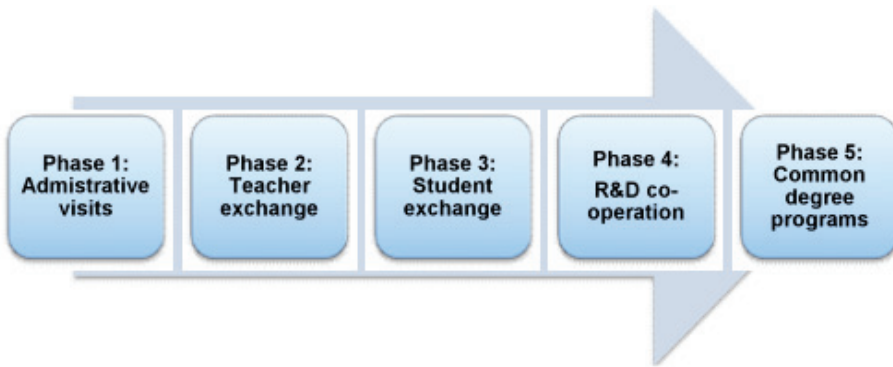 Phase 1:
Admistrative
visits
Phase 2:
Teacher
exchange
Phase 3:
Student
exchange
Phase 4:
R&D co-
operation
Phase 5:
Common
degree
programs